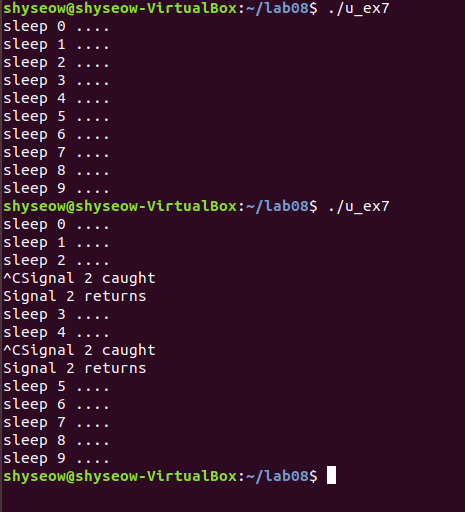 shyseow@shyseow-VirtualBox:~/lab08$ ./u_ex7
sleep 0 ....
sleep 1 ....
sleep 2 ....
sleep 3 ....
sleep 4 ....
sleep 5 ....
sleep 6 ....
sleep 7 ....
sleep 8 ....
sleep 9 ....
shyseow@shyseow-VirtualBox:~/lab08$ ./u_ex7
sleep 0 ....
sleep 1 ....
sleep 2 ....
^CSignal 2 caught
Signal 2 returns
sleep 3 ....
sleep 4 ....
^CSignal 2 caught
Signal 2 returns
sleep 5 ....
sleep 6 ....
sleep 7 ....
sleep 8 ....
sleep 9 ....
shyseow@shyseow-VirtualBox:~/lab08$